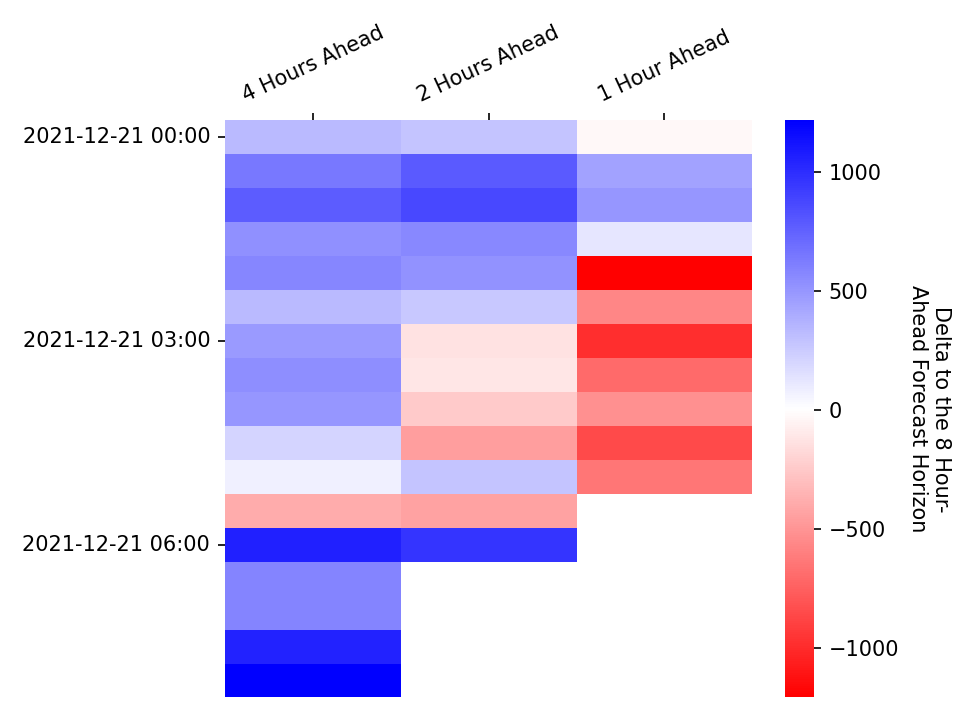 4 Hours Ahead
2 Hours Ahead
1 Hour Ahead
2021-12-21 00:00
2021-12-21 03:00
2021-12-21 06:00
1000
500
0
−500
−1000
Delta to the 8 Hour-
Ahead Forecast Horizon